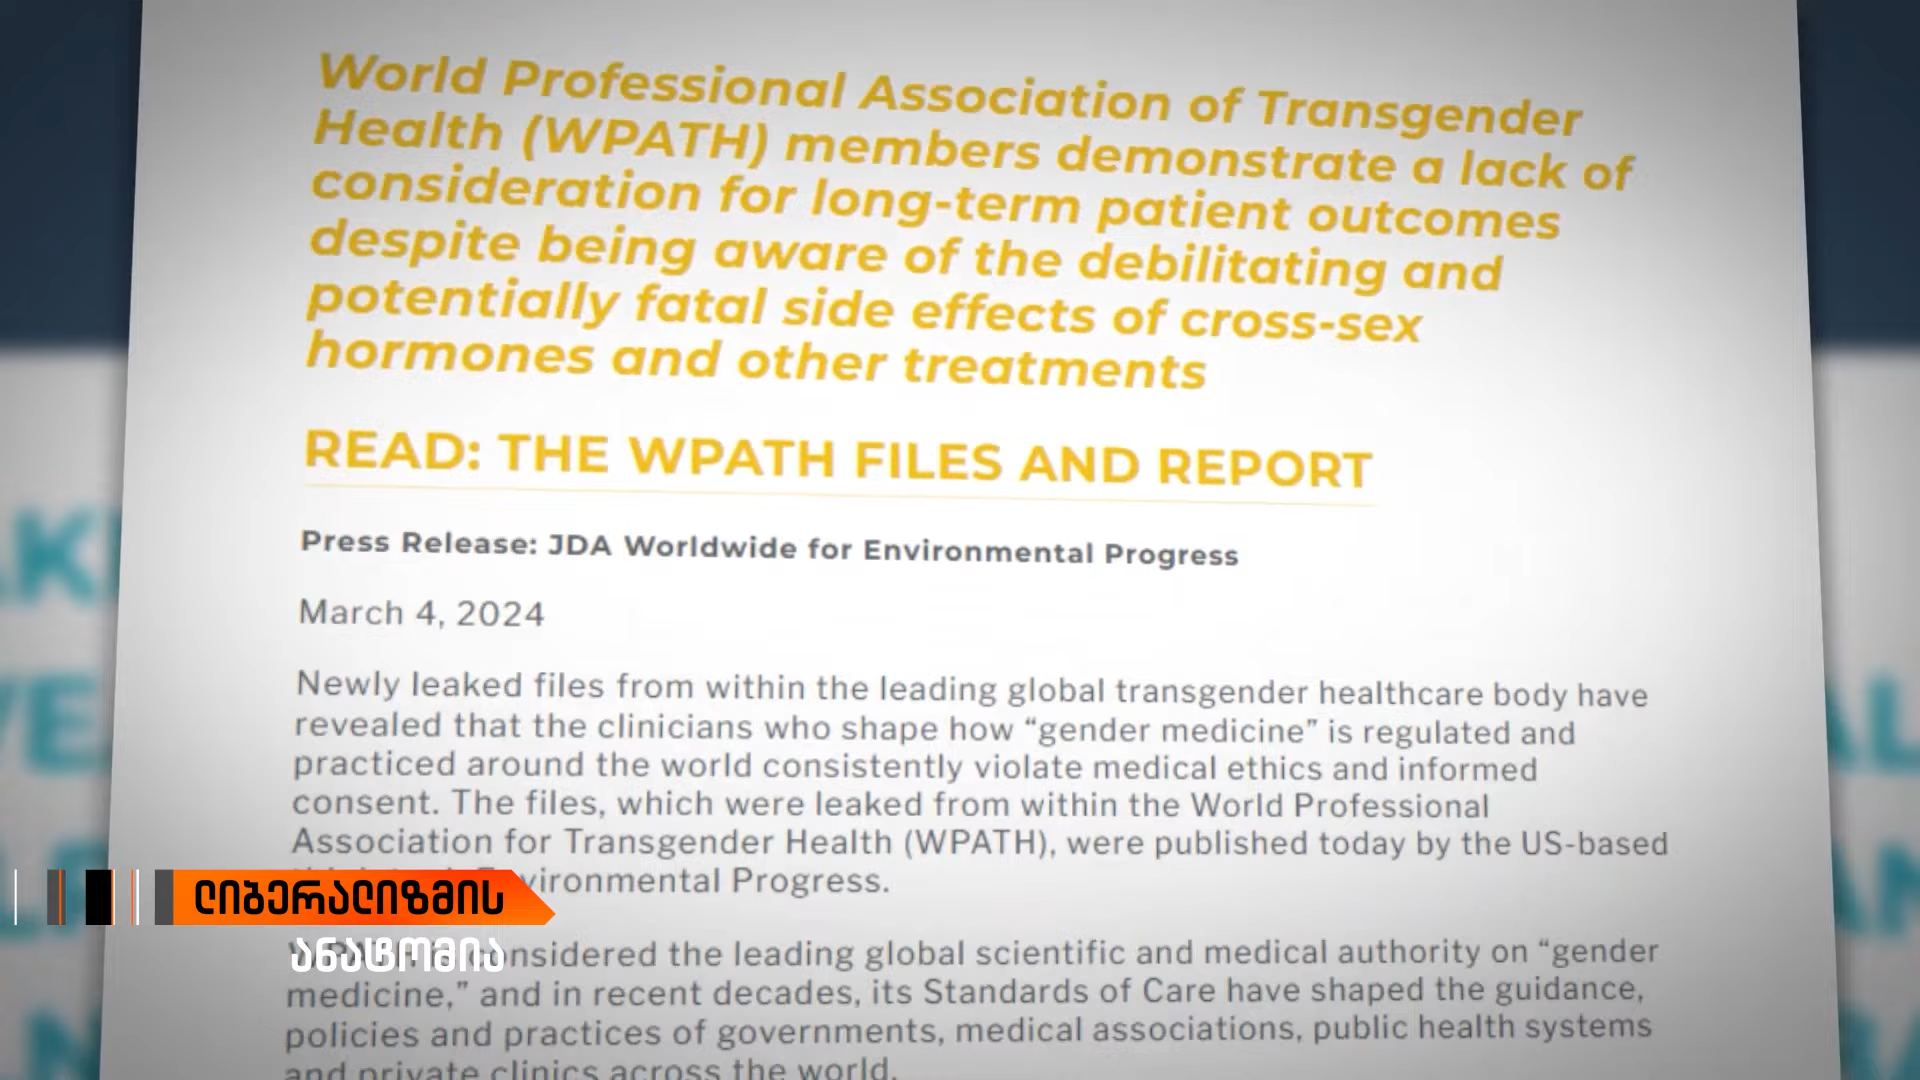 World Professional Association of Transgender
Health (WPATH) members demonstrate a lack of
consideration for long-term patient outcomes
despite being aware of the debilitating and
potentially fatal side effects of cross-sex
hormones and other treatments
READ: THE WPATH FILES AND REPORT
Press Release: JDA Worldwide for Environmental Progress
March 4, 2024
Newly leaked files from within the leading global transgender healthcare body have
revealed that the clinicians who shape how “gender medicine” is regulated and
practiced around the world consistently violate medical ethics and informed
consent. The files, which were leaked from within the World Professional
Association for Transgender Health (WPATH), were published today by the US-based
Progress.
ლიბერალიზმის
ანატომია
the leading global scientific and medical authority on “gender
medicine,” and in recent decades, its Standards of Care have shaped the guidance,
policies and practices of governments, medical associations, public health systems
and private clinics across the world.